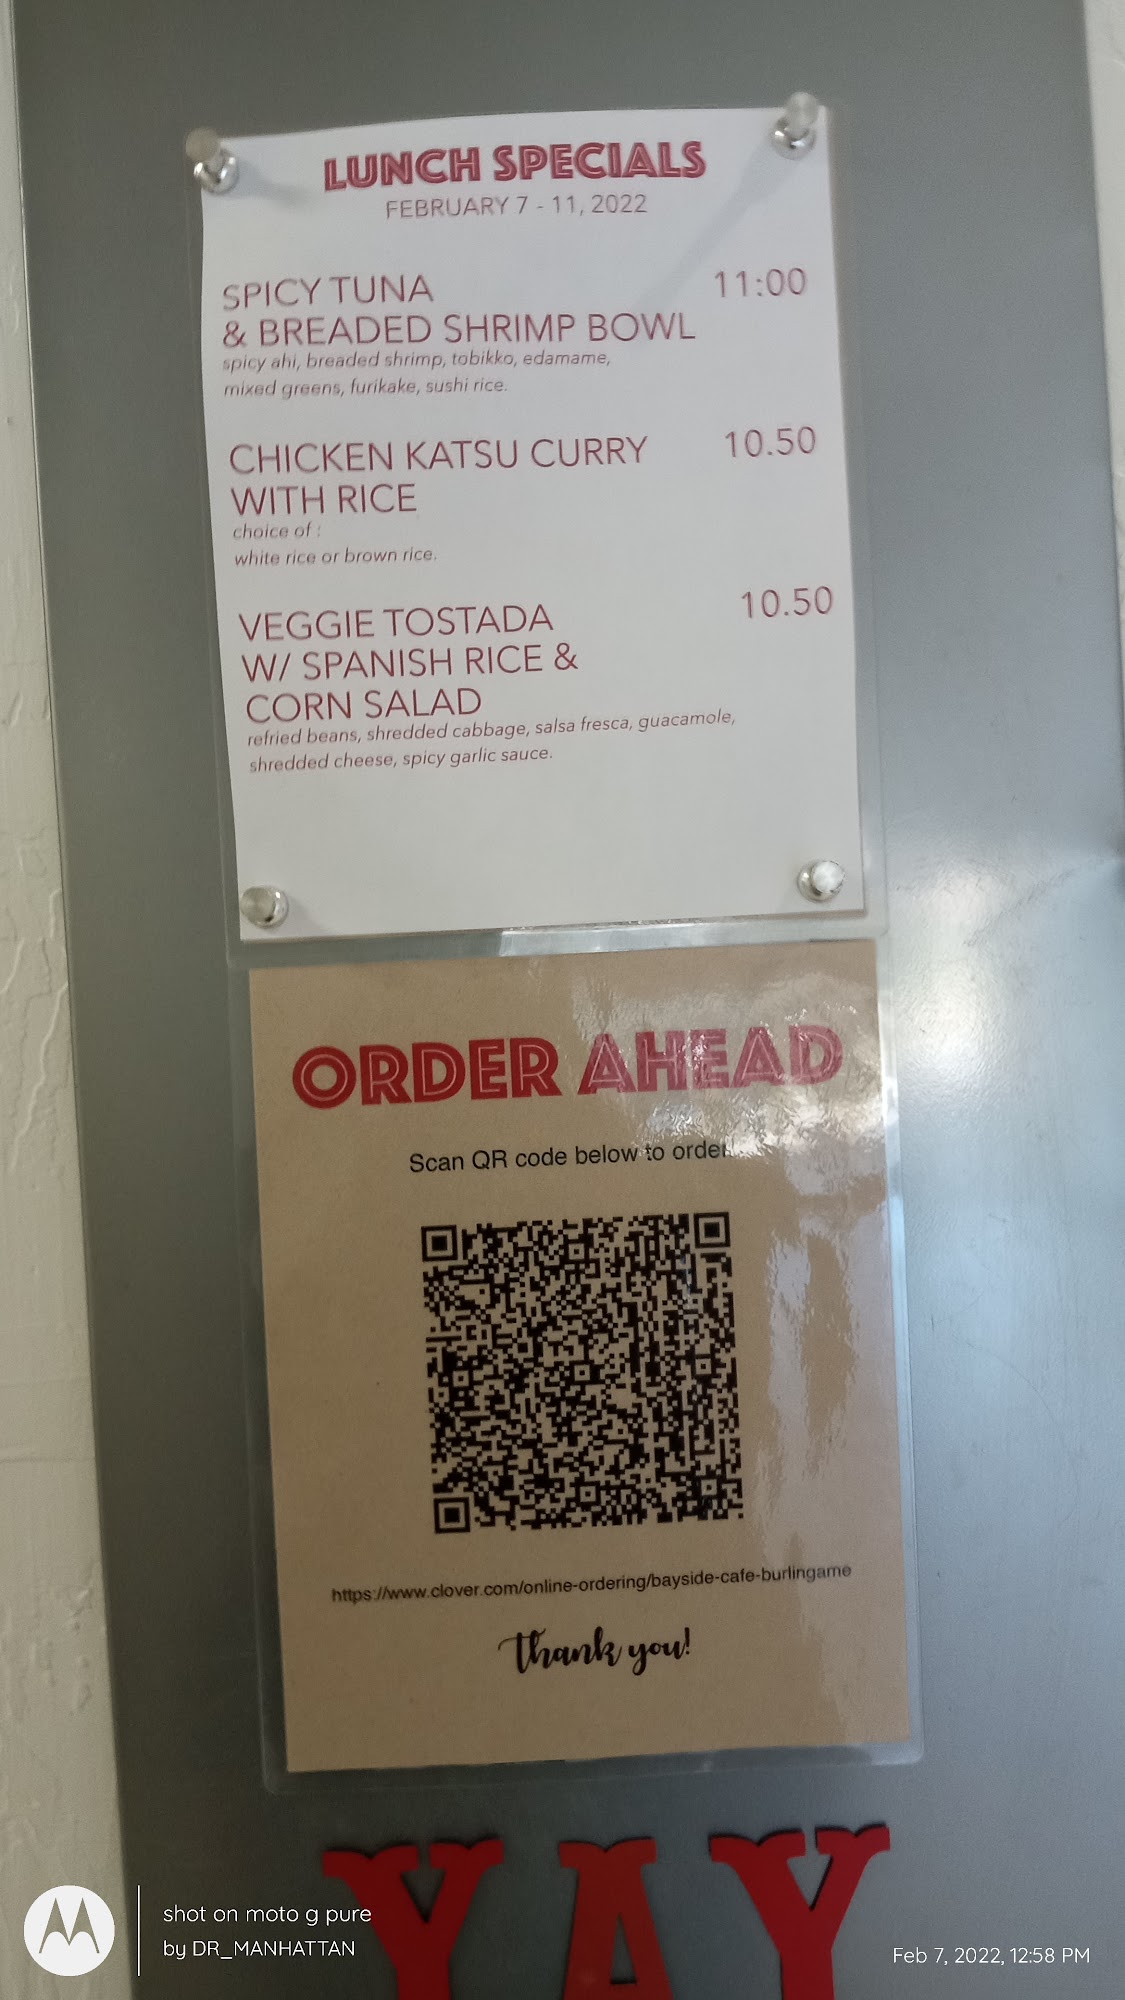 LUNCH SPECIALS
FEBRUARY 7 - 11, 2022
SPICY TUNA 11:00
& BREADED SHRIMP BOWL
spicy ahi, breaded shrimp, tobikko, edamame,
mixed greens, furikake, sushi rice.
CHICKEN KATSU CURRY 10.50
WITH RICE
choice of :
white rice or brown rice.
VEGGIE TOSTADA 10.50
W/ SPANISH RICE &
CORN SALAD
refried beans, shredded cabbage, salsa fresca, guacamole,
shredded cheese, spicy garlic sauce.
ORDER AHEAD
Scan QR code below to order
https://www.clover.com/online-ordering/bayside-cafe-burlingame
thank you!
YAY
shot on moto g pure
by DR_MANHATTAN
Feb 7, 2022, 12:58 PM